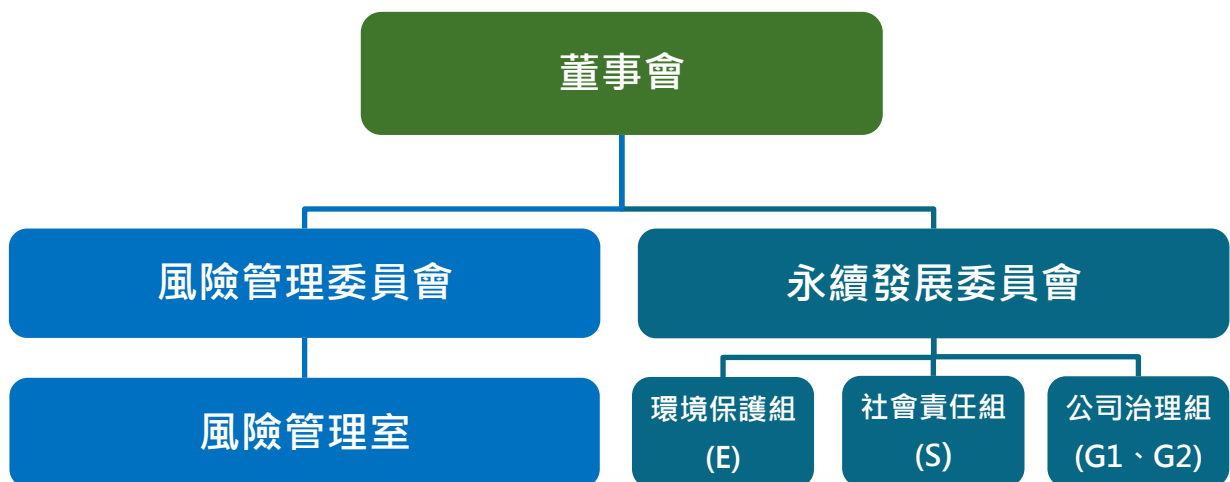 董事會
風險管理委員會
永續發展委員會
風險管理室
環境保護組
(E)
社會責任組
(S)
公司治理組
(G1、G2)